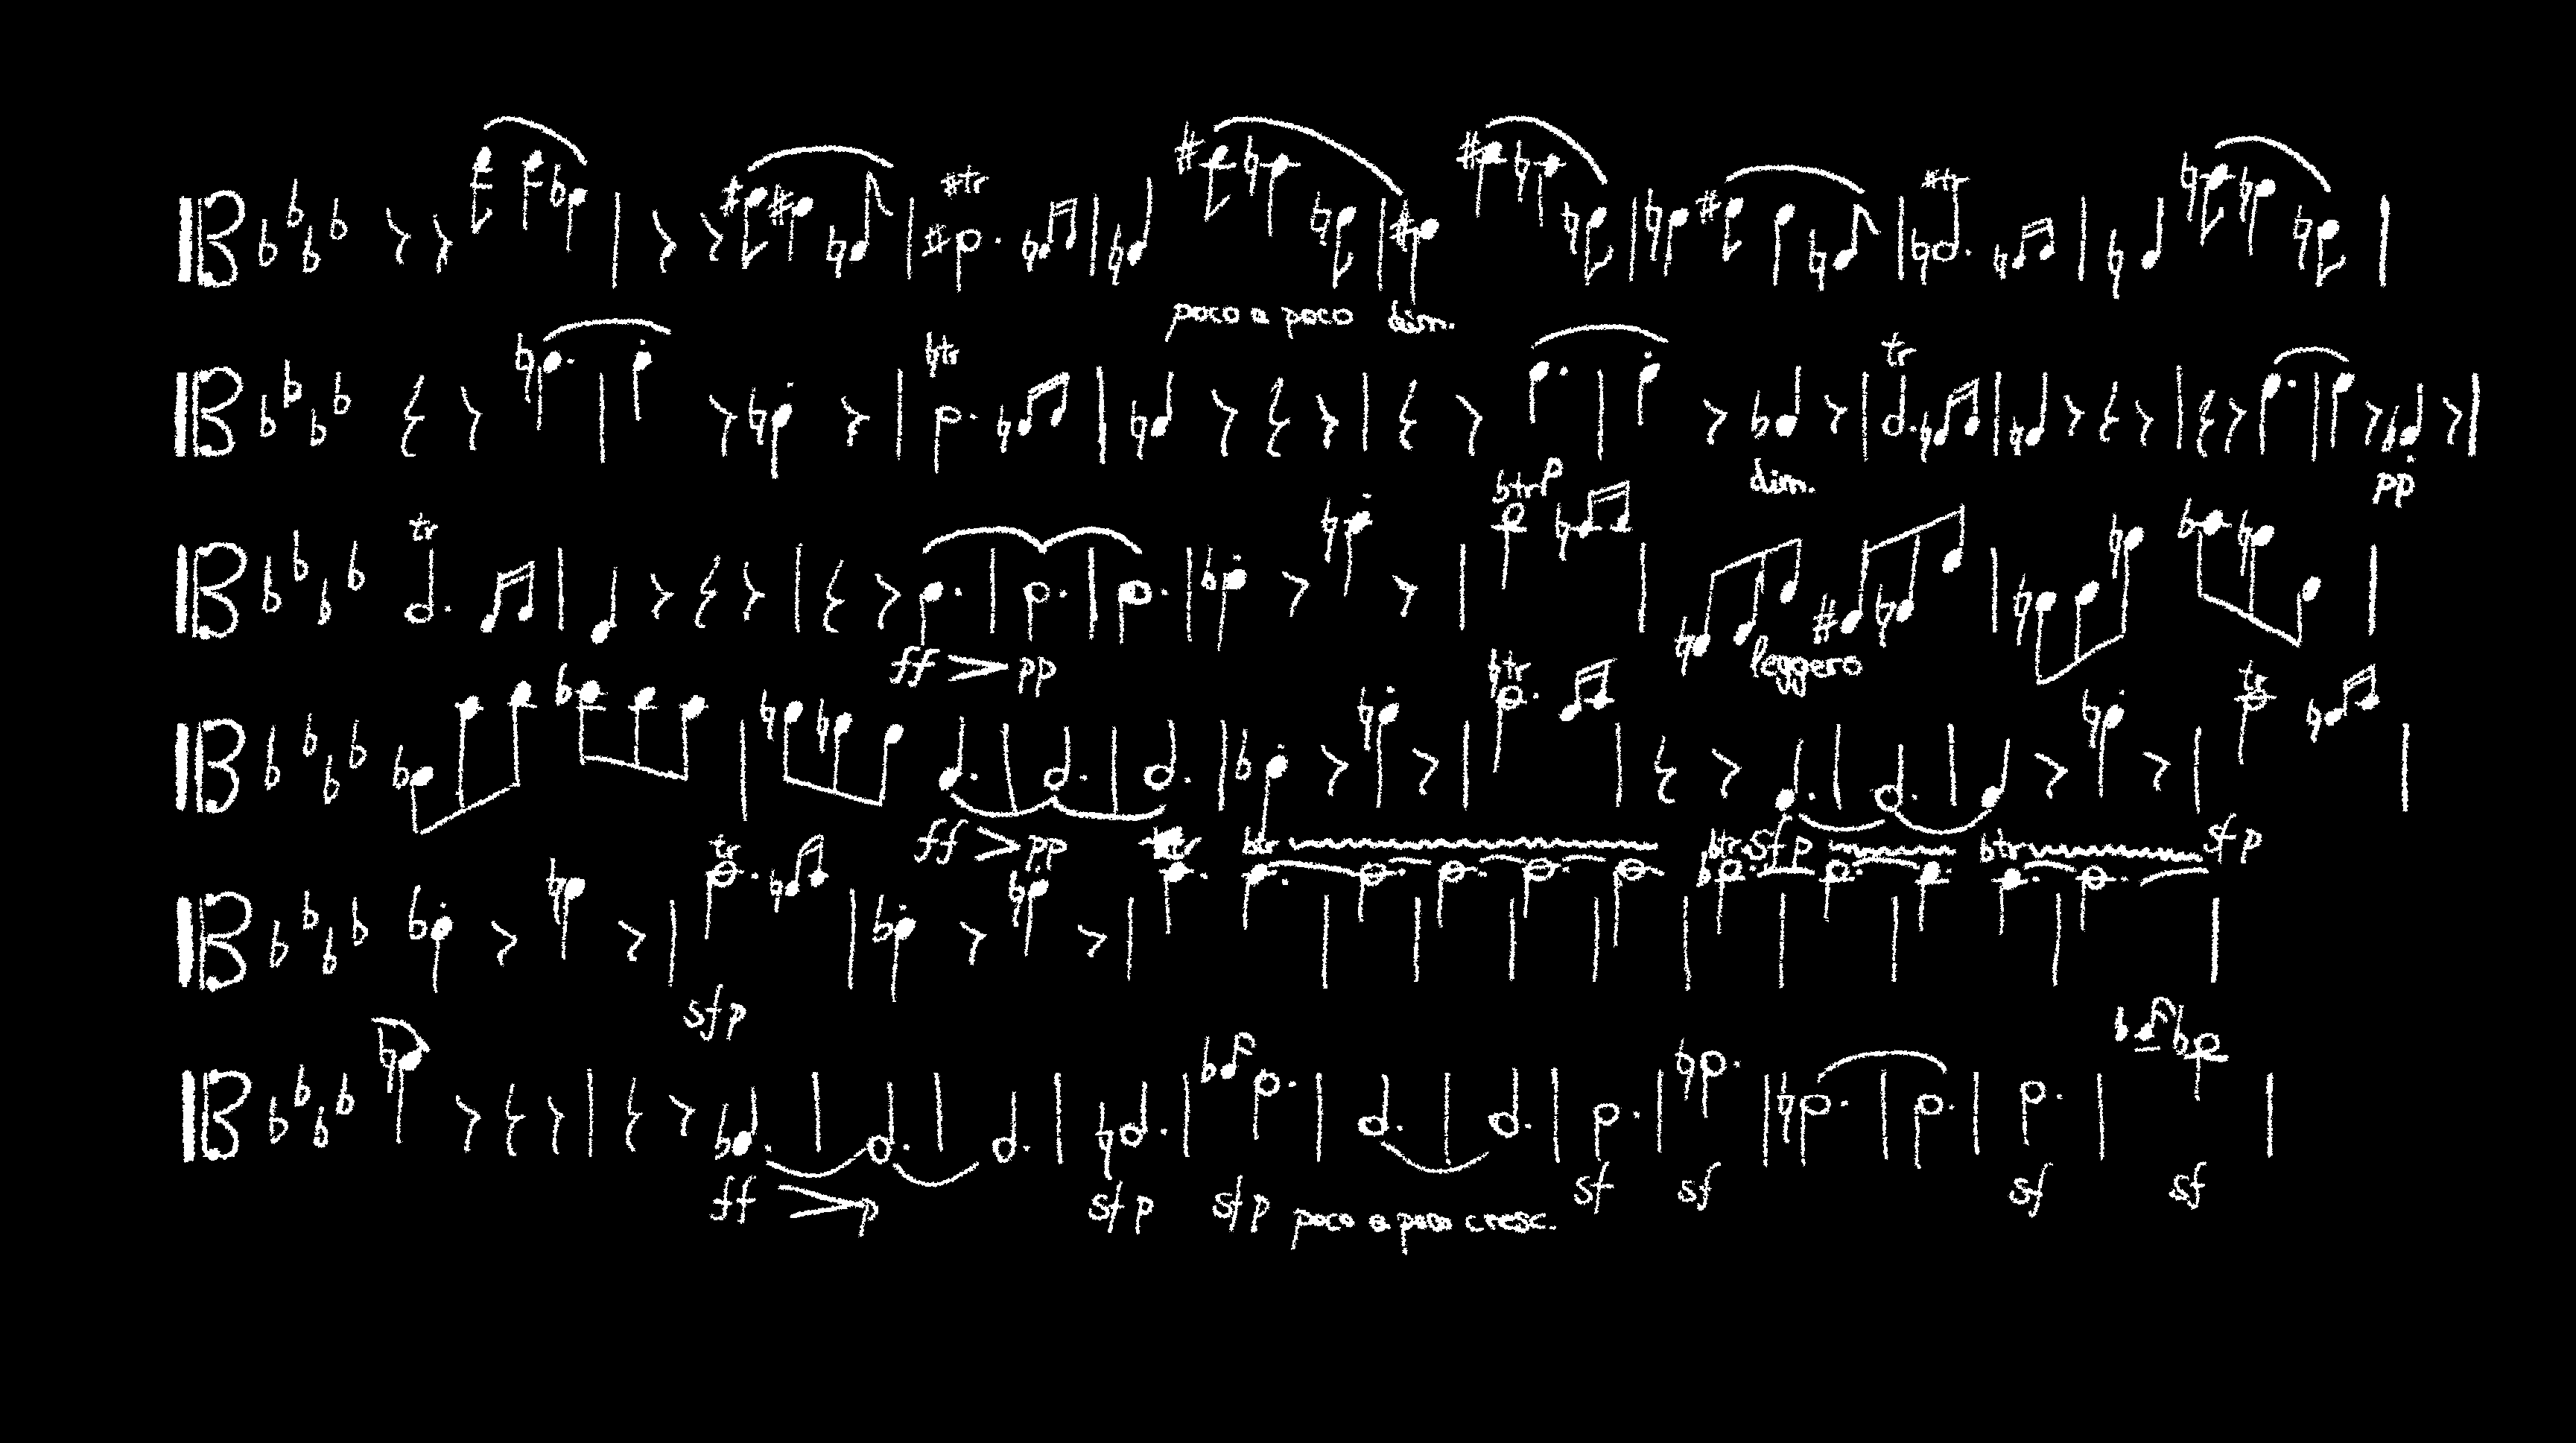 #tr #tr
poco a poco dim.
♮tr tr
dim. pp
tr ♭tr p
ff pp leggero
♭tr tr
ff pp sfp sfp
tr tr ♭tr ♭tr ♭tr
sfp
ff p sfp sfp poco a poco cresc. sf sf sf sf